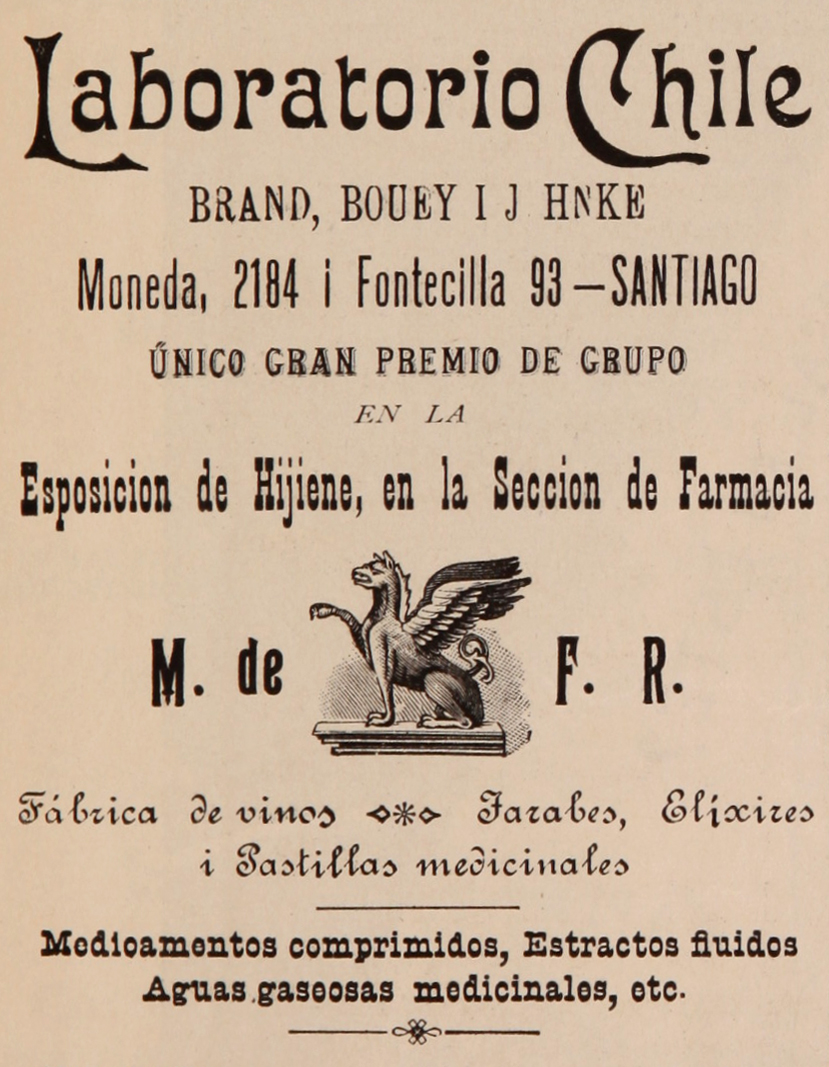 Laboratorio Chile
BRAND, BOUEY I J HNKE
Moneda, 2184 i Fontecilla 93—SANTIAGO
ÚNICO GRAN PREMIO DE GRUPO
EN LA
Esposicion de Hijiene, en la Seccion de Farmacia
M. de F. R.
Fábrica de vinos Jarabes, Elíxires
i Pastillas medicinales
Medicamentos comprimidos, Estractos fluidos
Aguas gaseosas medicinales, etc.